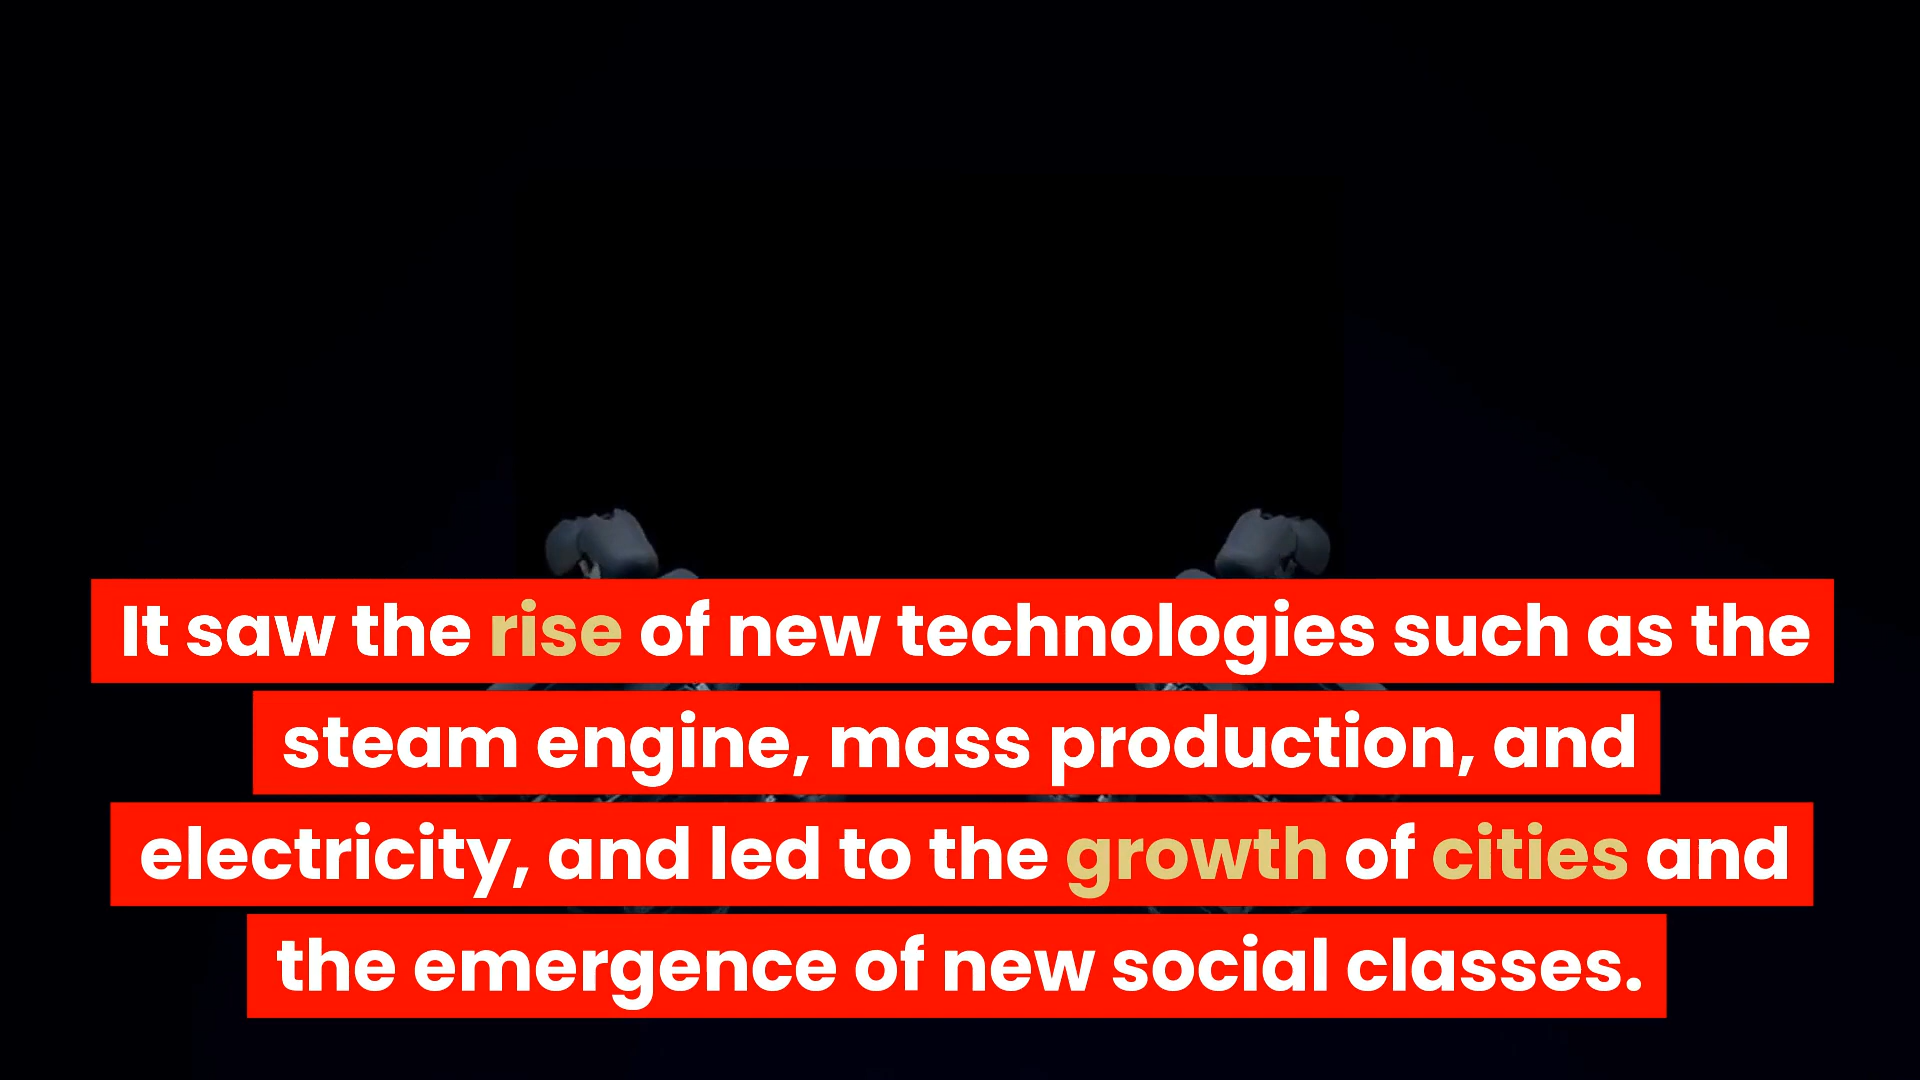 It saw the rise of new technologies such as the
steam engine, mass production, and
electricity, and led to the growth of cities and
the emergence of new social classes.